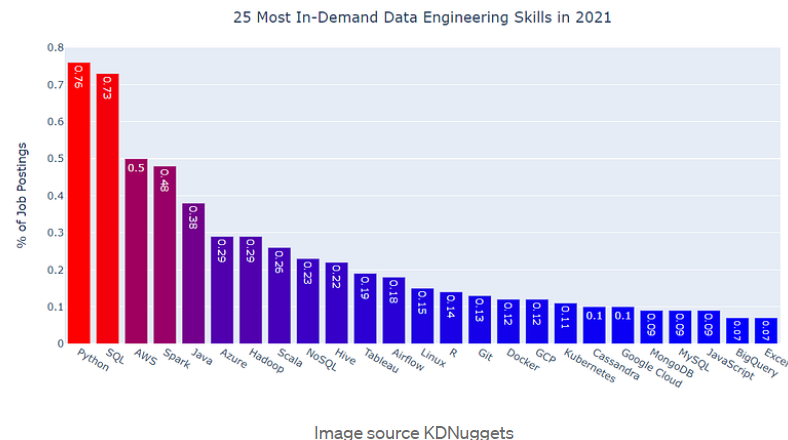 25 Most In-Demand Data Engineering Skills in 2021
% of Job Postings
0.8
0.7
0.6
0.5
0.4
0.3
0.2
0.1
0
0.76
0.73
0.5
0.48
0.38
0.29
0.29
0.26
0.23
0.22
0.19
0.18
0.15
0.14
0.13
0.12
0.12
0.11
0.1
0.1
0.09
0.09
0.09
0.07
0.07
Python
SQL
AWS
Spark
Java
Azure
Hadoop
Scala
NoSQL
Hive
Tableau
Airflow
Linux
R
Git
Docker
GCP
Kubernetes
Cassandra
Google Cloud
MongoDB
MySQL
JavaScript
BigQuery
Excel
Image source KDNuggets